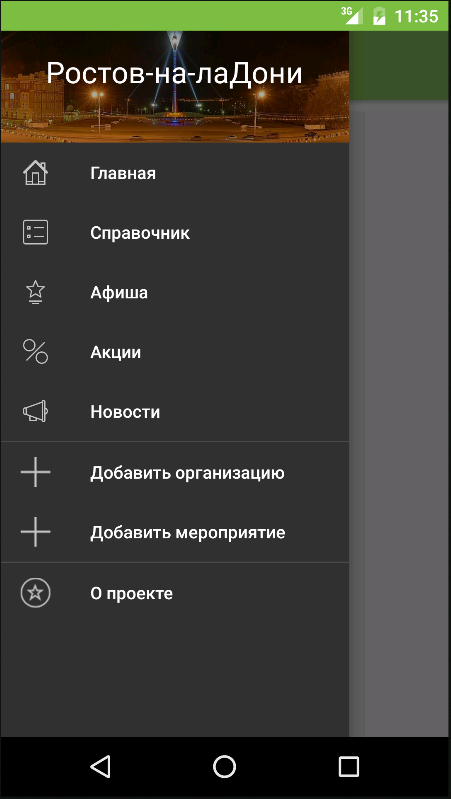 3G 11:35
Ростов-на-лаДони
Главная
Справочник
Афиша
Акции
Новости
Добавить организацию
Добавить мероприятие
О проекте